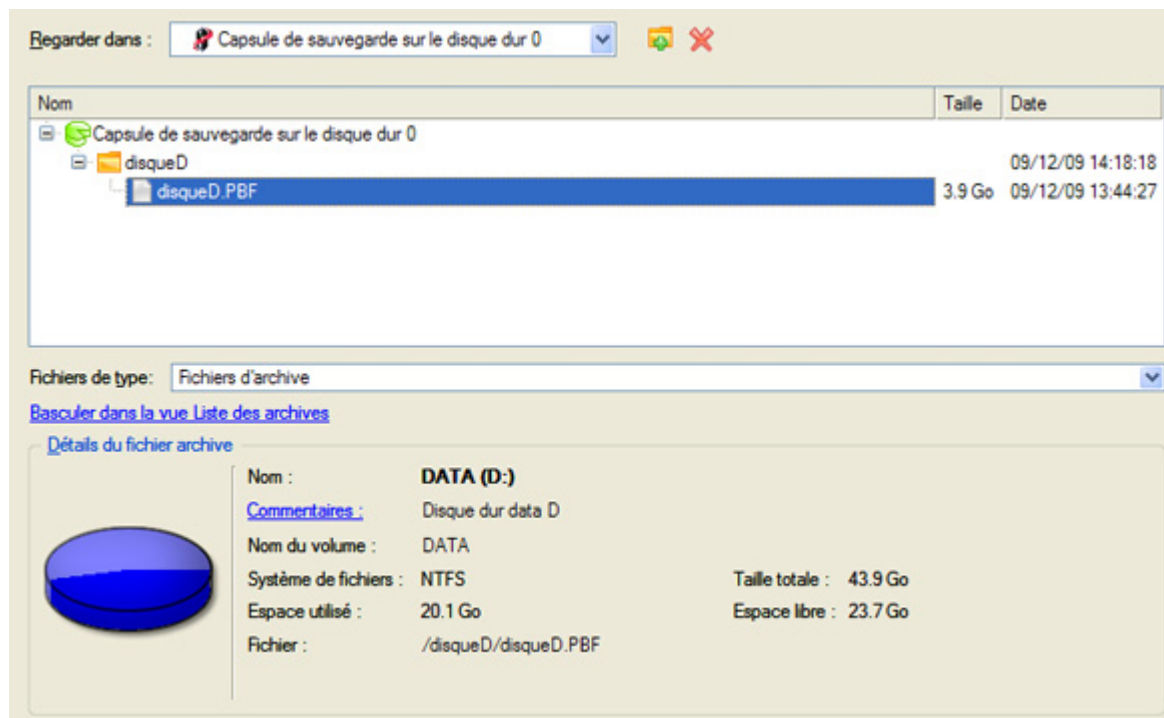 Regarder dans : Capsule de sauvegarde sur le disque dur 0
Nom Taille Date
Capsule de sauvegarde sur le disque dur 0
disqueD 09/12/09 14:18:18
disqueD.PBF 3.9 Go 09/12/09 13:44:27
Fichiers de type: Fichiers d'archive
Basculer dans la vue Liste des archives
Détails du fichier archive
Nom : DATA (D:)
Commentaires : Disque dur data D
Nom du volume : DATA
Système de fichiers : NTFS Taille totale : 43.9 Go
Espace utilisé : 20.1 Go Espace libre : 23.7 Go
Fichier : /disqueD/disqueD.PBF